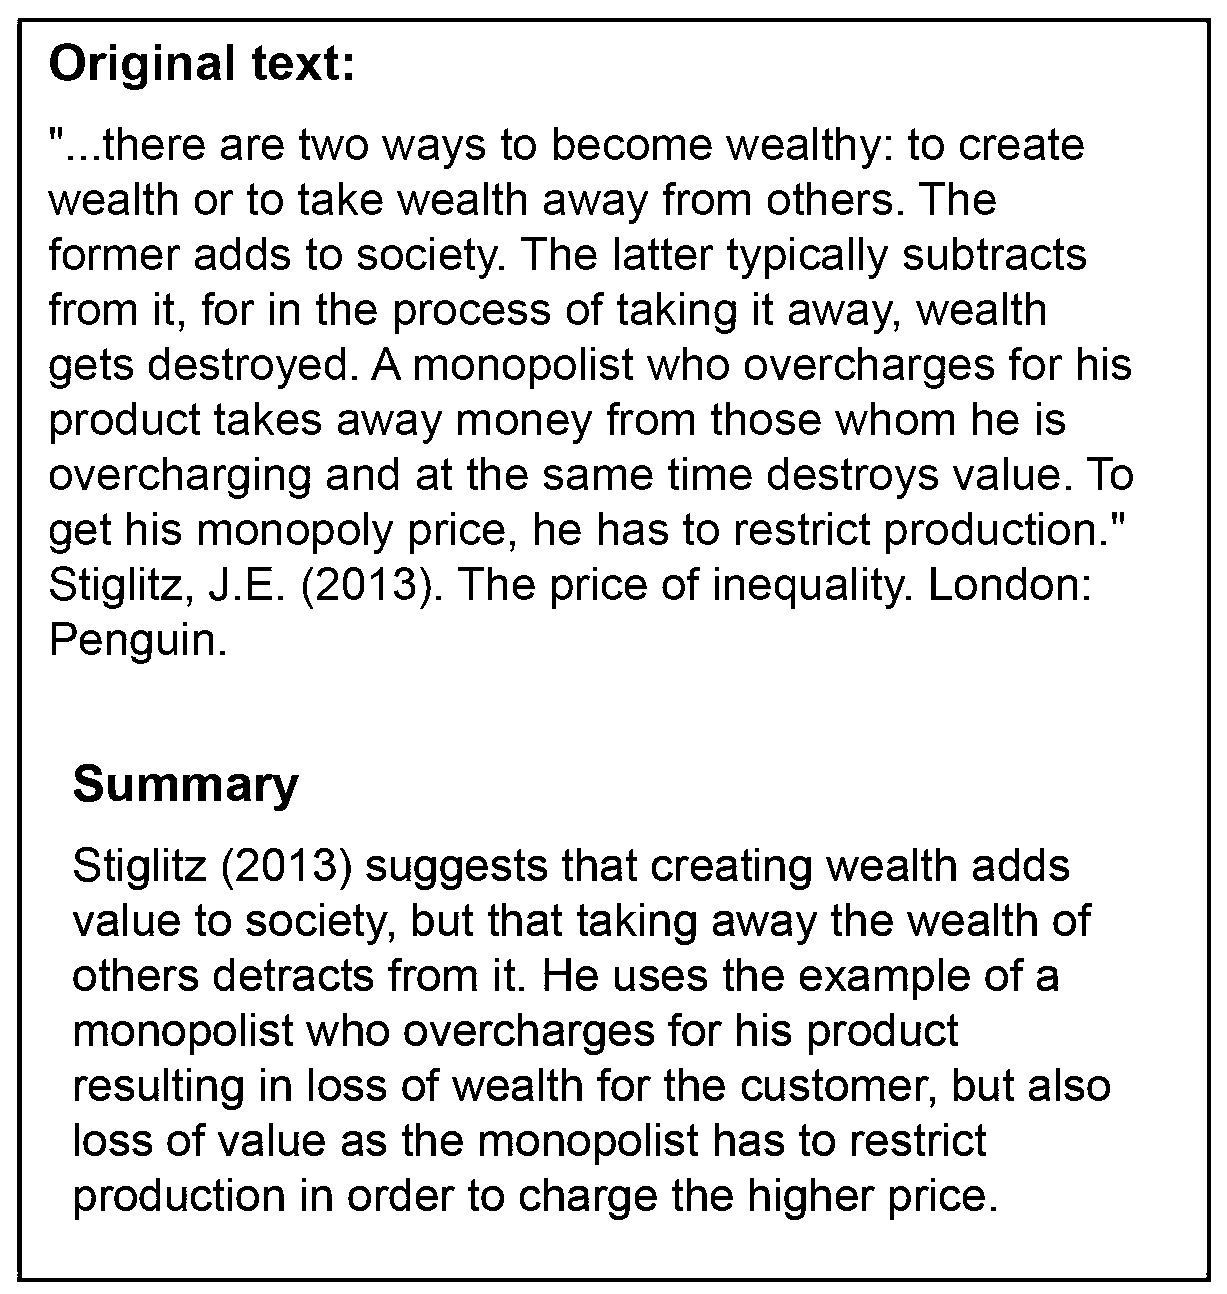 Original text:
"...there are two ways to become wealthy: to create
wealth or to take wealth away from others. The
former adds to society. The latter typically subtracts
from it, for in the process of taking it away, wealth
gets destroyed. A monopolist who overcharges for his
product takes away money from those whom he is
overcharging and at the same time destroys value. To
get his monopoly price, he has to restrict production."
Stiglitz, J.E. (2013). The price of inequality. London:
Penguin.
Summary
Stiglitz (2013) suggests that creating wealth adds
value to society, but that taking away the wealth of
others detracts from it. He uses the example of a
monopolist who overcharges for his product
resulting in loss of wealth for the customer, but also
loss of value as the monopolist has to restrict
production in order to charge the higher price.